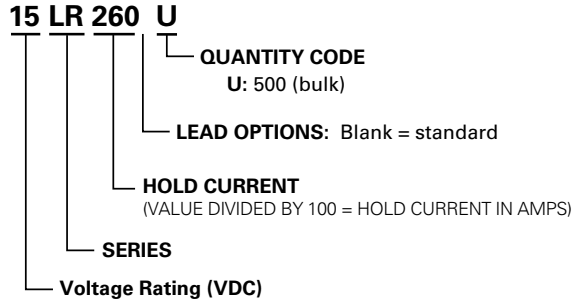 15 LR 260 U
QUANTITY CODE
U: 500 (bulk)
LEAD OPTIONS: Blank = standard
HOLD CURRENT
(VALUE DIVIDED BY 100 = HOLD CURRENT IN AMPS)
SERIES
Voltage Rating (VDC)